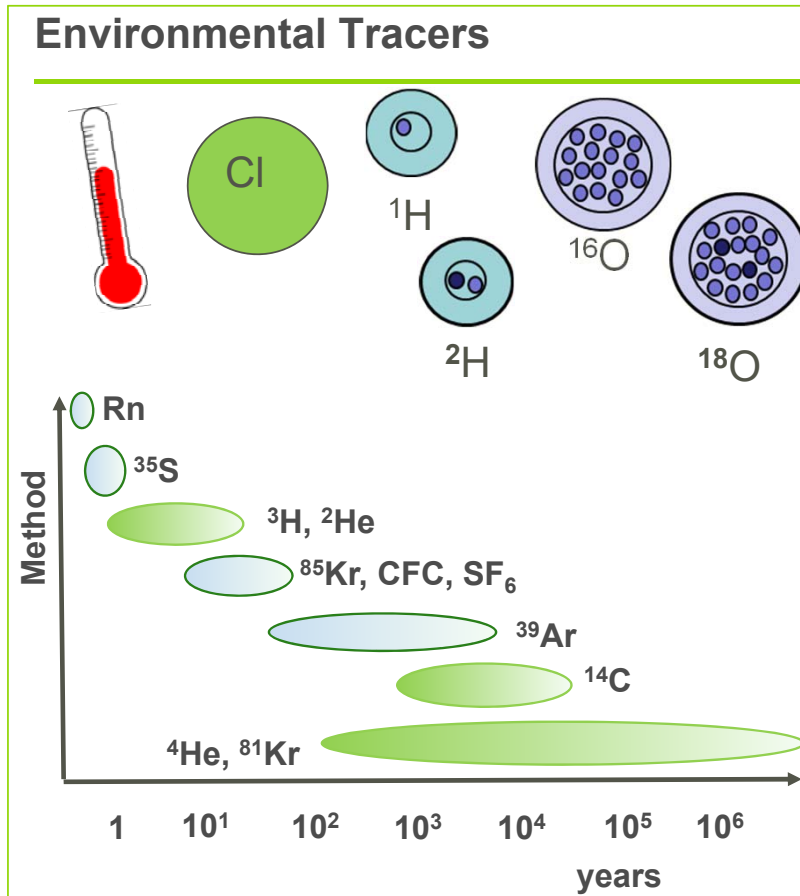 Environmental Tracers
Cl
¹H
¹⁶O
²H
¹⁸O
Method
Rn
³⁵S
³H, ²He
⁸⁵Kr, CFC, SF₆
³⁹Ar
¹⁴C
⁴He, ⁸¹Kr
1 10¹ 10² 10³ 10⁴ 10⁵ 10⁶
years